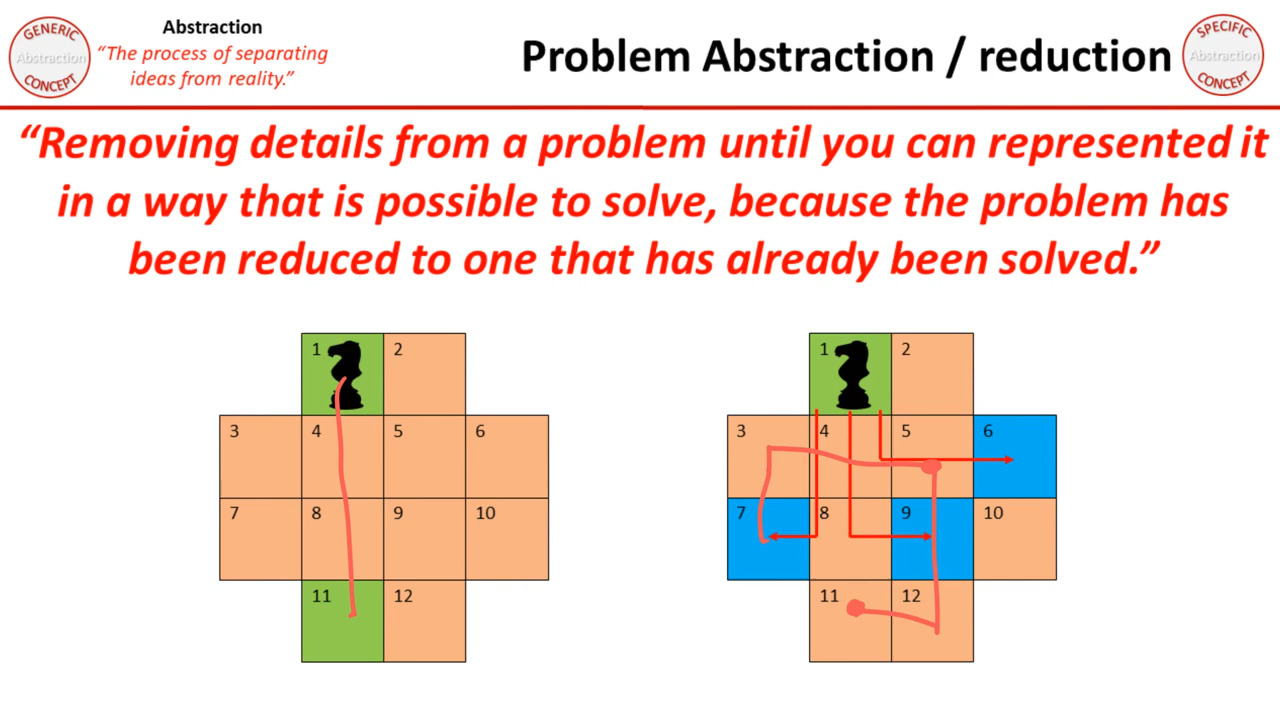 GENERIC
Abstraction
CONCEPT
Abstraction
“The process of separating
ideas from reality.”
Problem Abstraction / reduction
SPECIFIC
Abstraction
CONCEPT
“Removing details from a problem until you can represented it
in a way that is possible to solve, because the problem has
been reduced to one that has already been solved.”
1 2
3 4 5 6
7 8 9 10
11 12
1 2
3 4 5 6
7 8 9 10
11 12